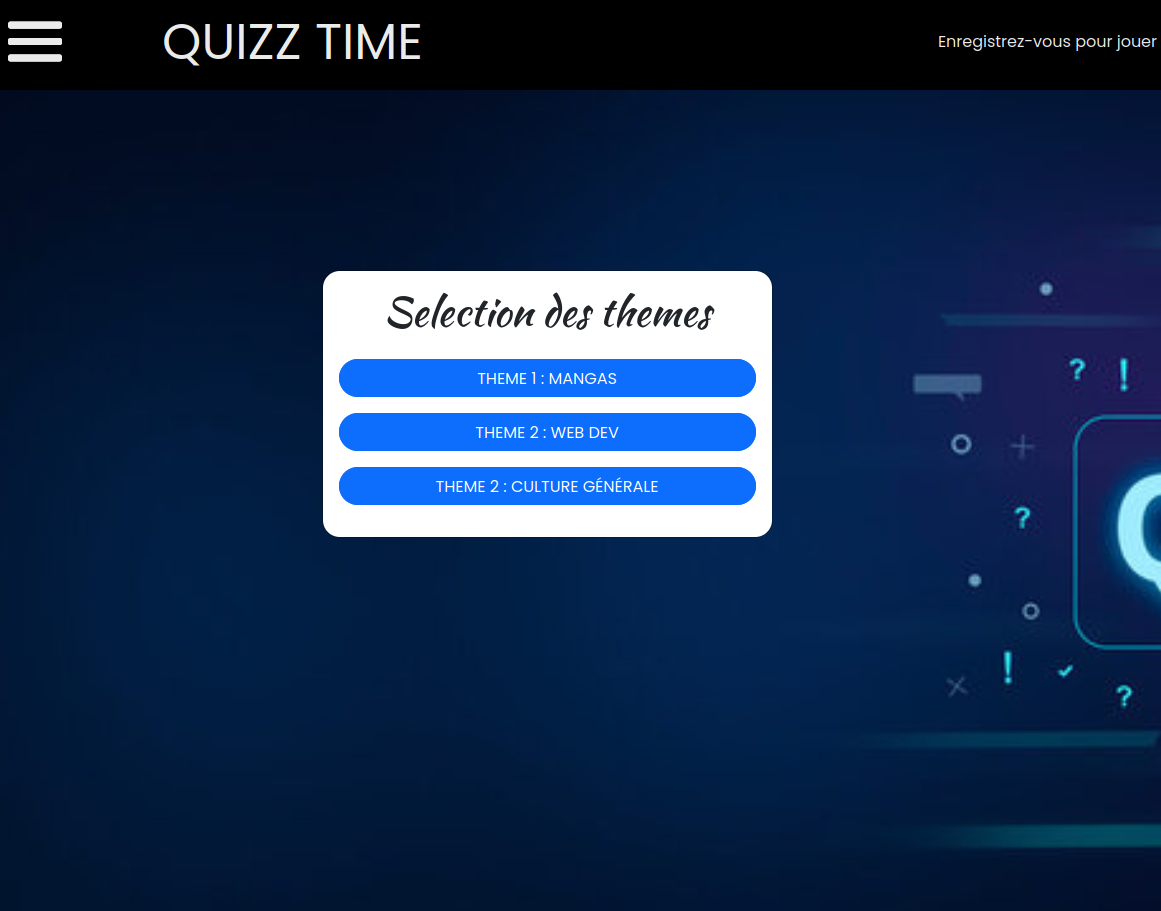 QUIZZ TIME
Enregistrez-vous pour jouer
Selection des themes
THEME 1 : MANGAS
THEME 2 : WEB DEV
THEME 2 : CULTURE GÉNÉRALE
? !
?
Q
!
?